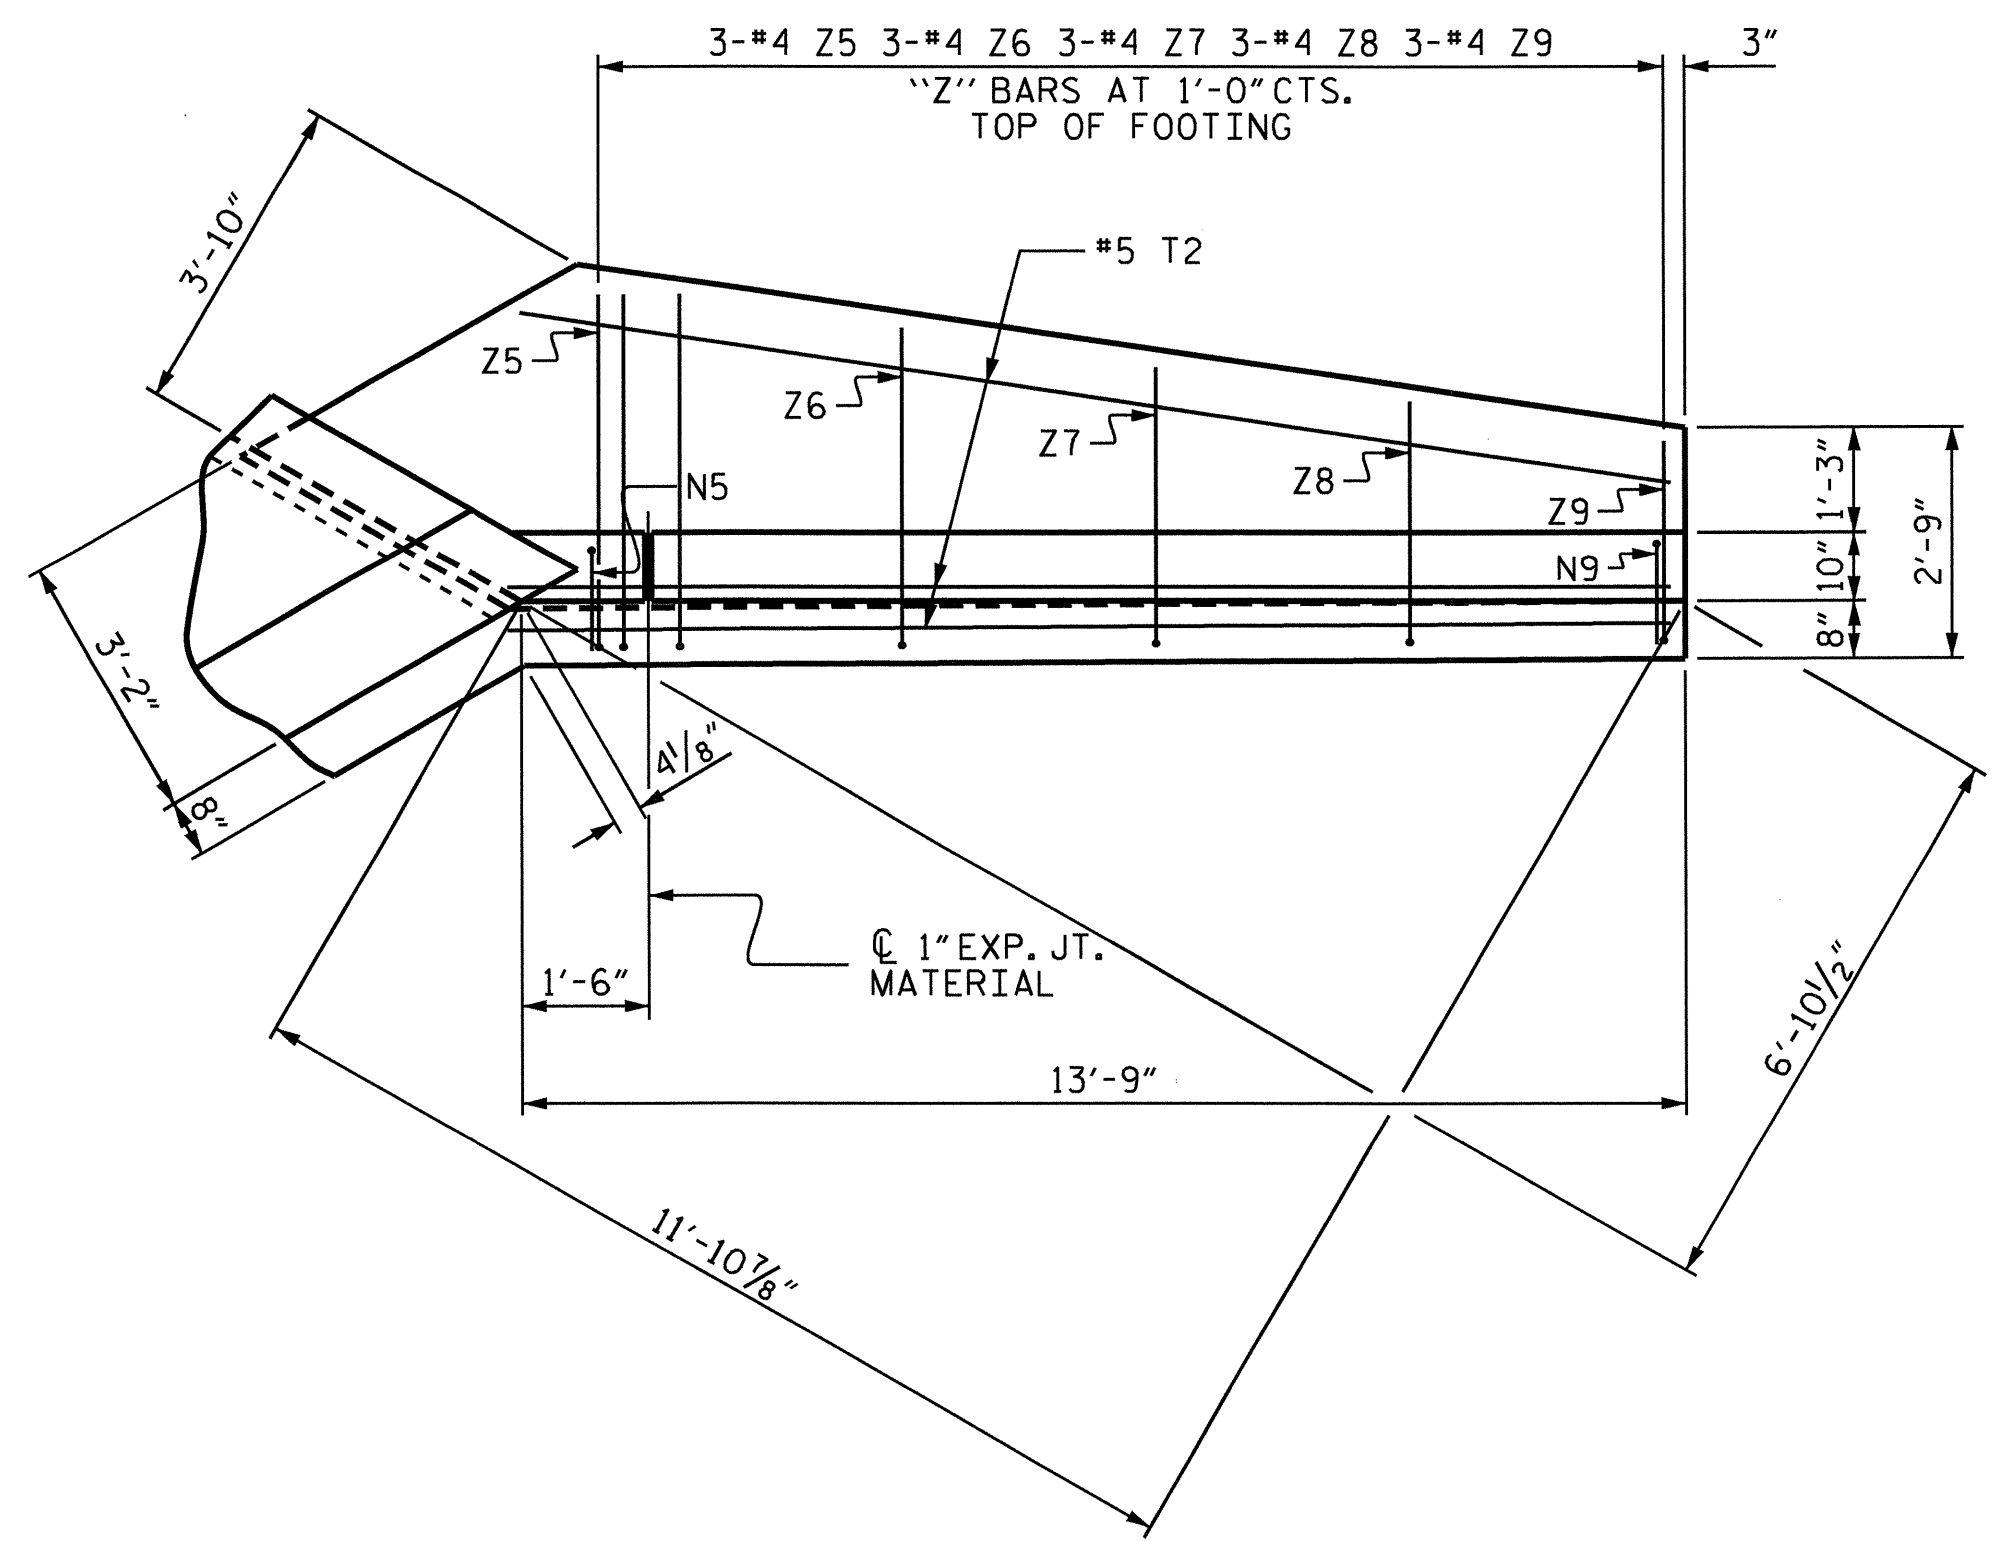 3-#4 Z5 3-#4 Z6 3-#4 Z7 3-#4 Z8 3-#4 Z9
3"
"Z" BARS AT 1'-0" CTS.
TOP OF FOOTING
3'-10"
#5 T2
Z5
Z6
Z7
Z8
Z9
N5
N9
1'-3"
10"
8"
2'-9"
3'-2"
8"
4 1/8"
℄ 1" EXP. JT.
MATERIAL
1'-6"
13'-9"
6'-10 1/2"
11'-10 7/8"